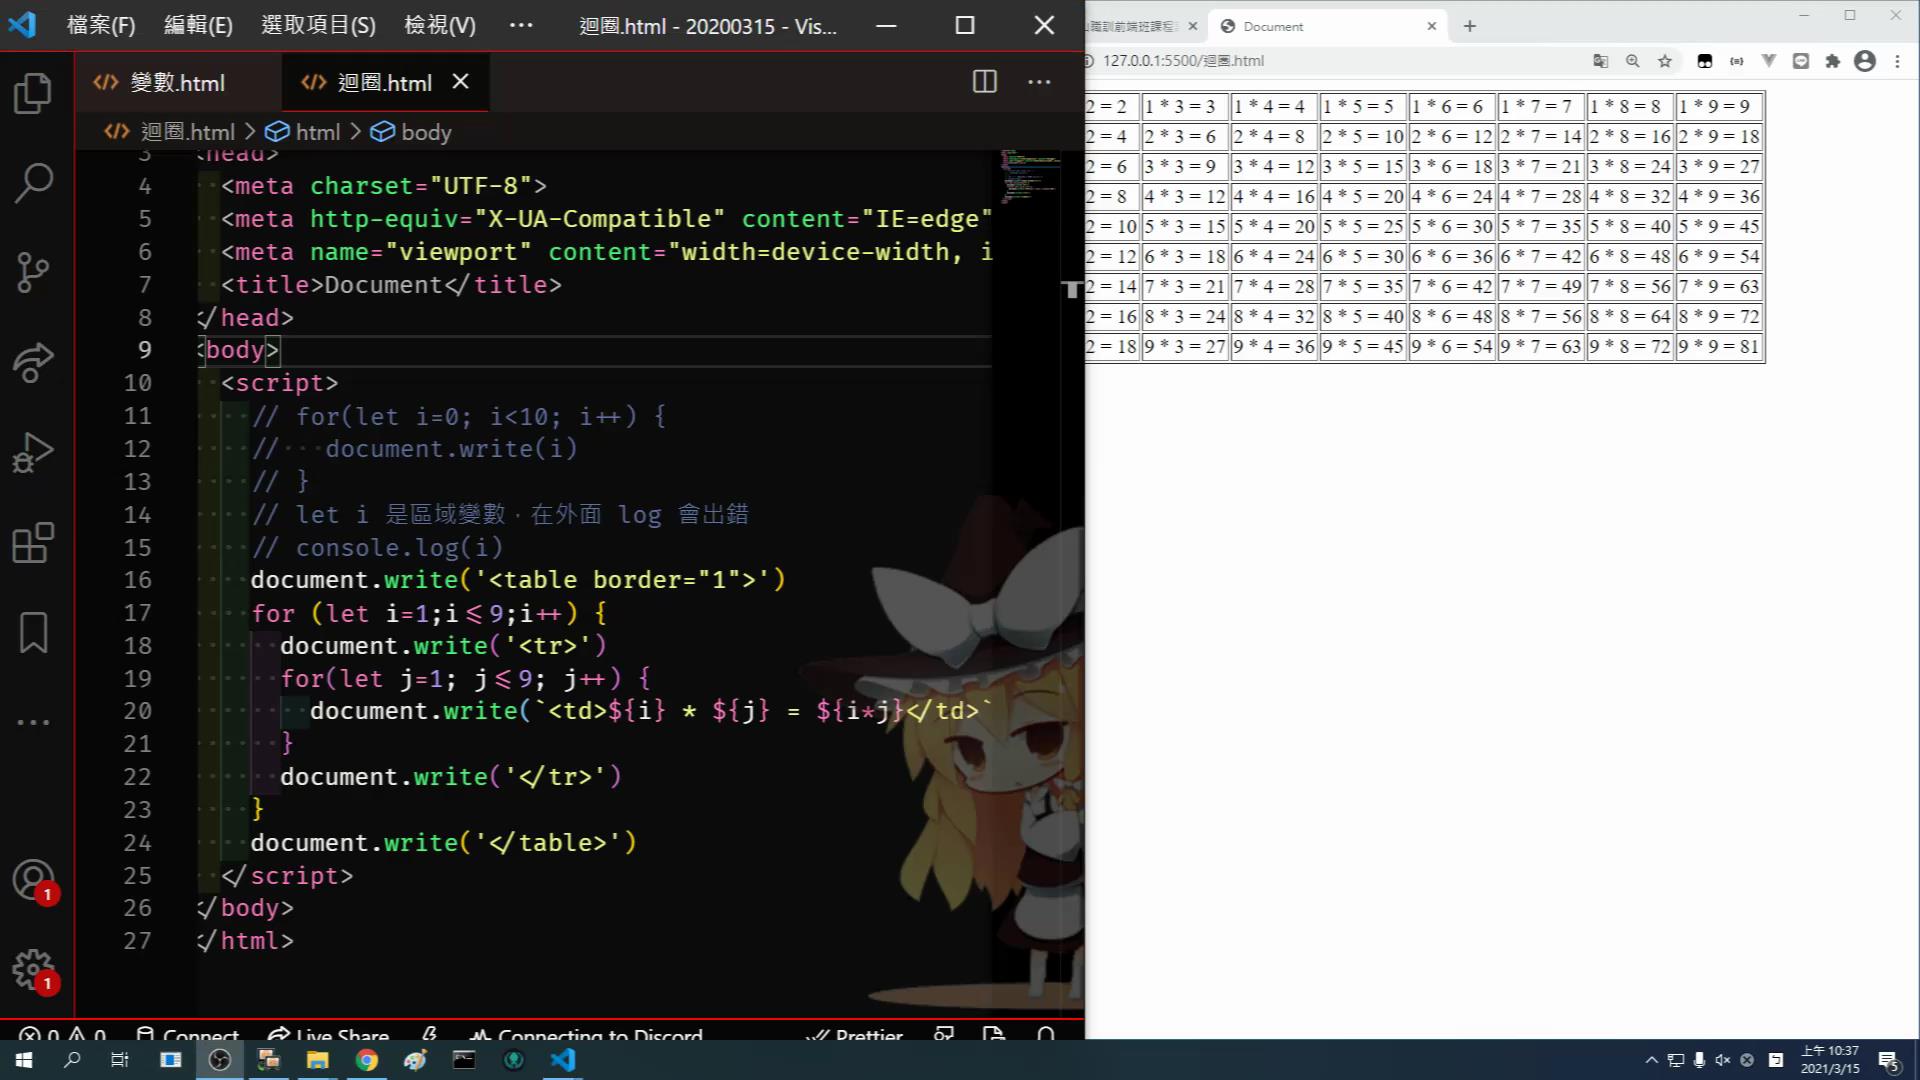 檔案(F) 編輯(E) 選取項目(S) 檢視(V) ··· 迴圈.html - 20200315 - Vis...
變數.html 迴圈.html
迴圈.html > html > body
3 <head>
4 <meta charset="UTF-8">
5 <meta http-equiv="X-UA-Compatible" content="IE=edge"
6 <meta name="viewport" content="width=device-width, i
7 <title>Document</title>
8 </head>
9 <body>
10 <script>
11 // for(let i=0; i<10; i++) {
12 // document.write(i)
13 // }
14 // let i 是區域變數，在外面 log 會出錯
15 // console.log(i)
16 document.write('<table border="1">')
17 for (let i=1;i<=9;i++) {
18 document.write('<tr>')
19 for(let j=1; j<=9; j++) {
20 document.write(`<td>${i} * ${j} = ${i*j}</td>`
21 }
22 document.write('</tr>')
23 }
24 document.write('</table>')
25 </script>
26 </body>
27 </html>
1
1
0 0 Connect Live Share Connecting to Discord Prettier
職訓前端班課程 Document
127.0.0.1:5500/迴圈.html
2 = 2 1 * 3 = 3 1 * 4 = 4 1 * 5 = 5 1 * 6 = 6 1 * 7 = 7 1 * 8 = 8 1 * 9 = 9
2 = 4 2 * 3 = 6 2 * 4 = 8 2 * 5 = 10 2 * 6 = 12 2 * 7 = 14 2 * 8 = 16 2 * 9 = 18
2 = 6 3 * 3 = 9 3 * 4 = 12 3 * 5 = 15 3 * 6 = 18 3 * 7 = 21 3 * 8 = 24 3 * 9 = 27
2 = 8 4 * 3 = 12 4 * 4 = 16 4 * 5 = 20 4 * 6 = 24 4 * 7 = 28 4 * 8 = 32 4 * 9 = 36
2 = 10 5 * 3 = 15 5 * 4 = 20 5 * 5 = 25 5 * 6 = 30 5 * 7 = 35 5 * 8 = 40 5 * 9 = 45
2 = 12 6 * 3 = 18 6 * 4 = 24 6 * 5 = 30 6 * 6 = 36 6 * 7 = 42 6 * 8 = 48 6 * 9 = 54
2 = 14 7 * 3 = 21 7 * 4 = 28 7 * 5 = 35 7 * 6 = 42 7 * 7 = 49 7 * 8 = 56 7 * 9 = 63
2 = 16 8 * 3 = 24 8 * 4 = 32 8 * 5 = 40 8 * 6 = 48 8 * 7 = 56 8 * 8 = 64 8 * 9 = 72
2 = 18 9 * 3 = 27 9 * 4 = 36 9 * 5 = 45 9 * 6 = 54 9 * 7 = 63 9 * 8 = 72 9 * 9 = 81
上午 10:37
2021/3/15
5